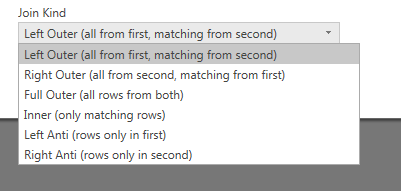 Join Kind
Left Outer (all from first, matching from second)
Left Outer (all from first, matching from second)
Right Outer (all from second, matching from first)
Full Outer (all rows from both)
Inner (only matching rows)
Left Anti (rows only in first)
Right Anti (rows only in second)